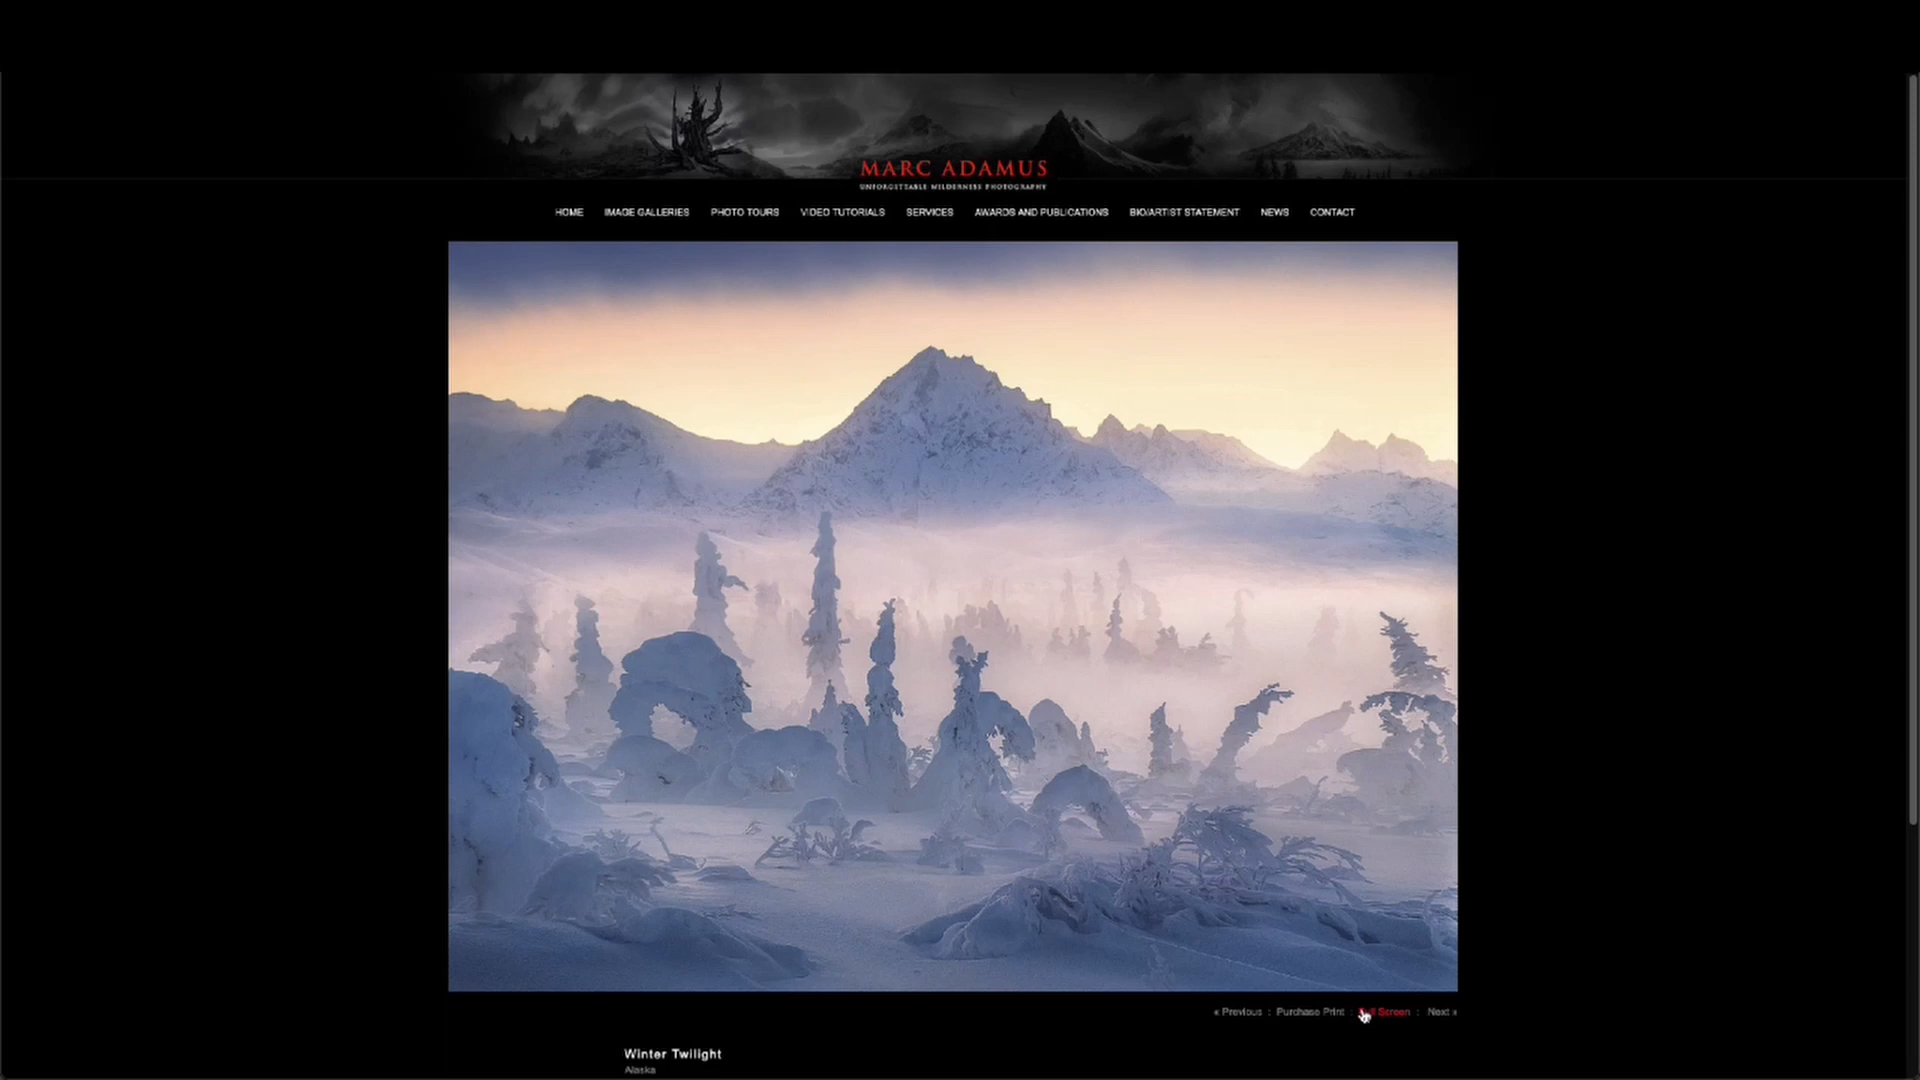 MARC ADAMUS
UNFORGETTABLE WILDERNESS PHOTOGRAPHY
HOME IMAGE GALLERIES PHOTO TOURS VIDEO TUTORIALS SERVICES AWARDS AND PUBLICATIONS BIO/ARTIST STATEMENT NEWS CONTACT
« Previous : Purchase Print : Full Screen : Next »
Winter Twilight
Alaska